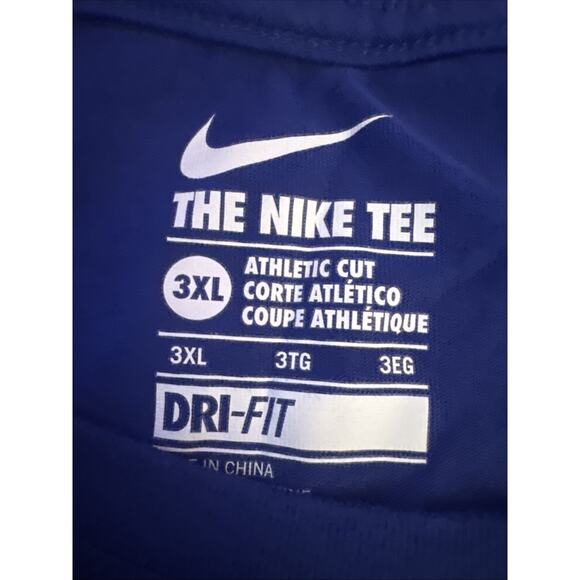 THE NIKE TEE
3XL
ATHLETIC CUT
CORTE ATLÉTICO
COUPE ATHLÉTIQUE
3XL 3TG 3EG
DRI-FIT
IN CHINA